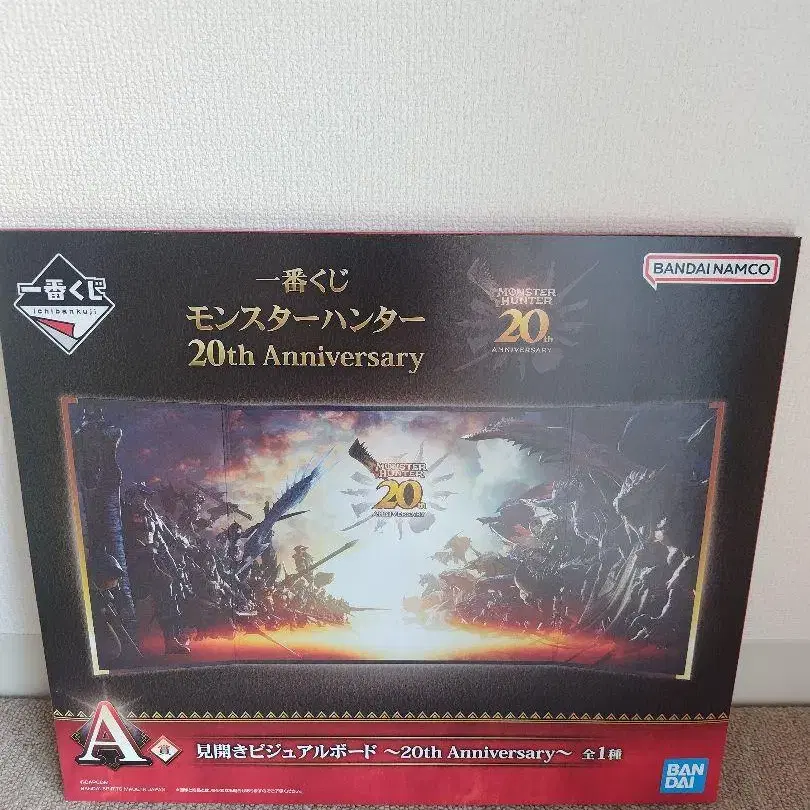 一番くじ
ichibankuji
一番くじ
モンスターハンター
20th Anniversary
MONSTER
HUNTER
20th
ANNIVERSARY
BANDAI NAMCO
MONSTER
HUNTER
20th
ANNIVERSARY
A賞 見開きビジュアルボード ～20th Anniversary～ 全1種
BAN
DAI